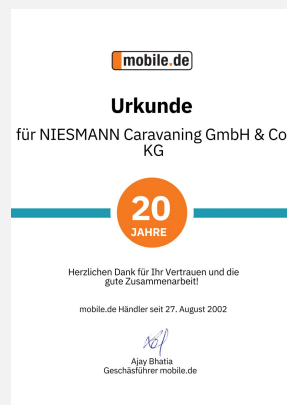 mobile.de
Urkunde
für NIESMANN Caravaning GmbH & Co
KG
20
JAHRE
Herzlichen Dank für Ihr Vertrauen und die
gute Zusammenarbeit!
mobile.de Händler seit 27. August 2002
Ajay Bhatia
Geschäsführer mobile.de